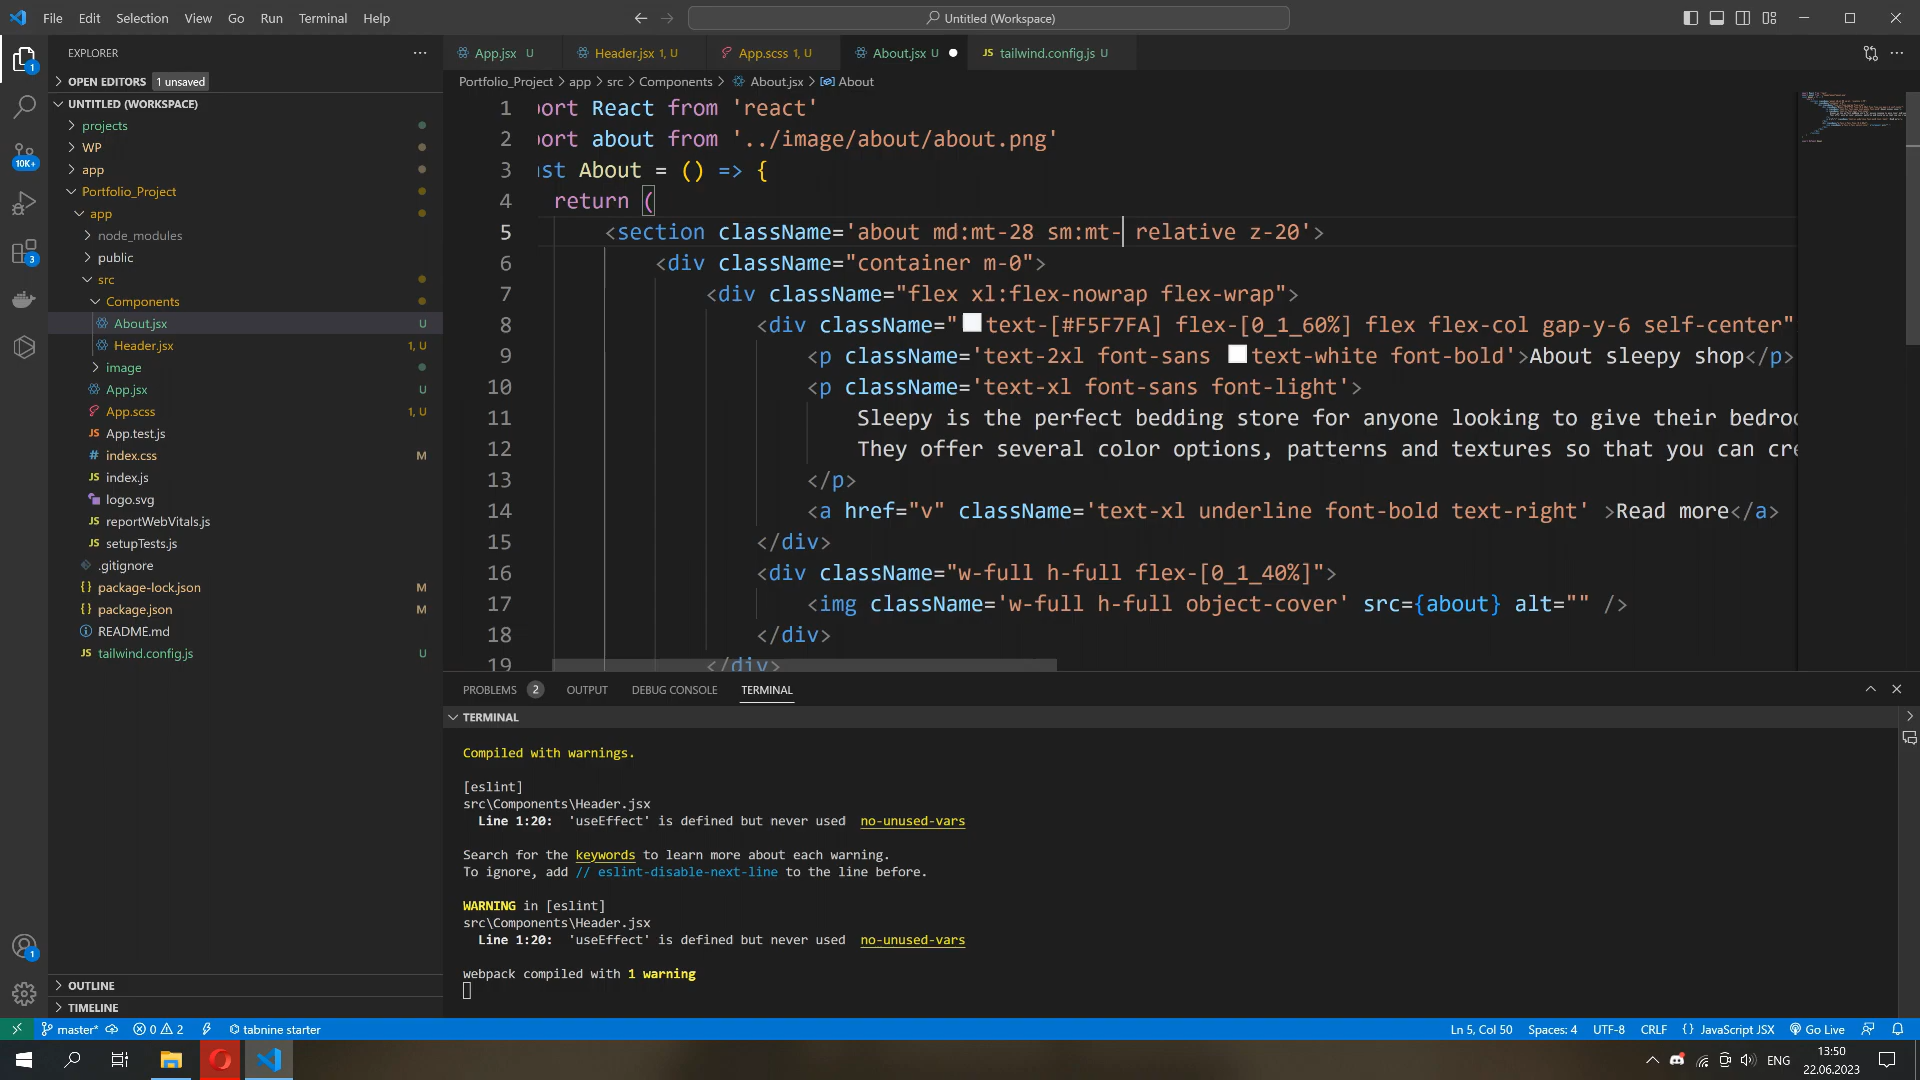 File Edit Selection View Go Run Terminal Help
Untitled (Workspace)
EXPLORER
OPEN EDITORS 1 unsaved
UNTITLED (WORKSPACE)
projects
WP
app
Portfolio_Project
app
node_modules
public
src
Components
About.jsx U
Header.jsx 1, U
image
App.jsx U
App.scss 1, U
App.test.js
index.css M
index.js
logo.svg
reportWebVitals.js
setupTests.js
.gitignore
package-lock.json M
package.json M
README.md
tailwind.config.js U
OUTLINE
TIMELINE
1
10K+
3
1
App.jsx U Header.jsx 1, U App.scss 1, U About.jsx U tailwind.config.js U
Portfolio_Project > app > src > Components > About.jsx > About
1 port React from 'react'
2 port about from '../image/about/about.png'
3 st About = () => {
4 return (
5 <section className='about md:mt-28 sm:mt- relative z-20'>
6 <div className="container m-0">
7 <div className="flex xl:flex-nowrap flex-wrap">
8 <div className="text-[#F5F7FA] flex-[0_1_60%] flex flex-col gap-y-6 self-center"
9 <p className='text-2xl font-sans text-white font-bold'>About sleepy shop</p>
10 <p className='text-xl font-sans font-light'>
11 Sleepy is the perfect bedding store for anyone looking to give their bedroo
12 They offer several color options, patterns and textures so that you can cre
13 </p>
14 <a href="v" className='text-xl underline font-bold text-right' >Read more</a>
15 </div>
16 <div className="w-full h-full flex-[0_1_40%]">
17 <img className='w-full h-full object-cover' src={about} alt="" />
18 </div>
19 </div>
PROBLEMS 2 OUTPUT DEBUG CONSOLE TERMINAL
TERMINAL
Compiled with warnings.
[eslint]
src\Components\Header.jsx
Line 1:20: 'useEffect' is defined but never used no-unused-vars
Search for the keywords to learn more about each warning.
To ignore, add // eslint-disable-next-line to the line before.
WARNING in [eslint]
src\Components\Header.jsx
Line 1:20: 'useEffect' is defined but never used no-unused-vars
webpack compiled with 1 warning
master* 0 2 tabnine starter
Ln 5, Col 50 Spaces: 4 UTF-8 CRLF {} JavaScript JSX Go Live
ENG
13:50
22.06.2023